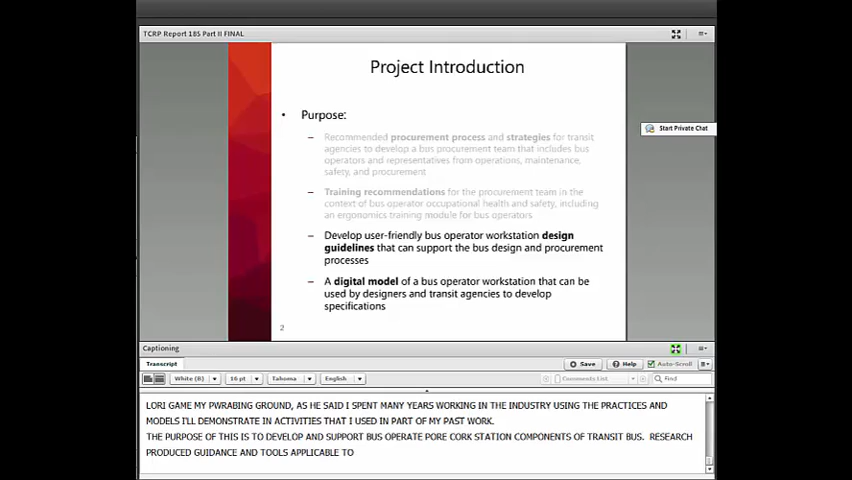 TCRP Report 185 Part II FINAL
Project Introduction
• Purpose:
– Recommended procurement process and strategies for transit
agencies to develop a bus procurement team that includes bus
operators and representatives from operations, maintenance,
safety, and procurement
– Training recommendations for the procurement team in the
context of bus operator occupational health and safety, including
an ergonomics training module for bus operators
– Develop user-friendly bus operator workstation design
guidelines that can support the bus design and procurement
processes
– A digital model of a bus operator workstation that can be
used by designers and transit agencies to develop
specifications
2
Start Private Chat
Captioning
Transcript
Save Help Auto-Scroll
White (B) 16 pt Tahoma English Comments List Find
LORI GAME MY PWRABING GROUND, AS HE SAID I SPENT MANY YEARS WORKING IN THE INDUSTRY USING THE PRACTICES AND
MODELS I'LL DEMONSTRATE IN ACTIVITIES THAT I USED IN PART OF MY PAST WORK.
THE PURPOSE OF THIS IS TO DEVELOP AND SUPPORT BUS OPERATE PORE CORK STATION COMPONENTS OF TRANSIT BUS. RESEARCH
PRODUCED GUIDANCE AND TOOLS APPLICABLE TO